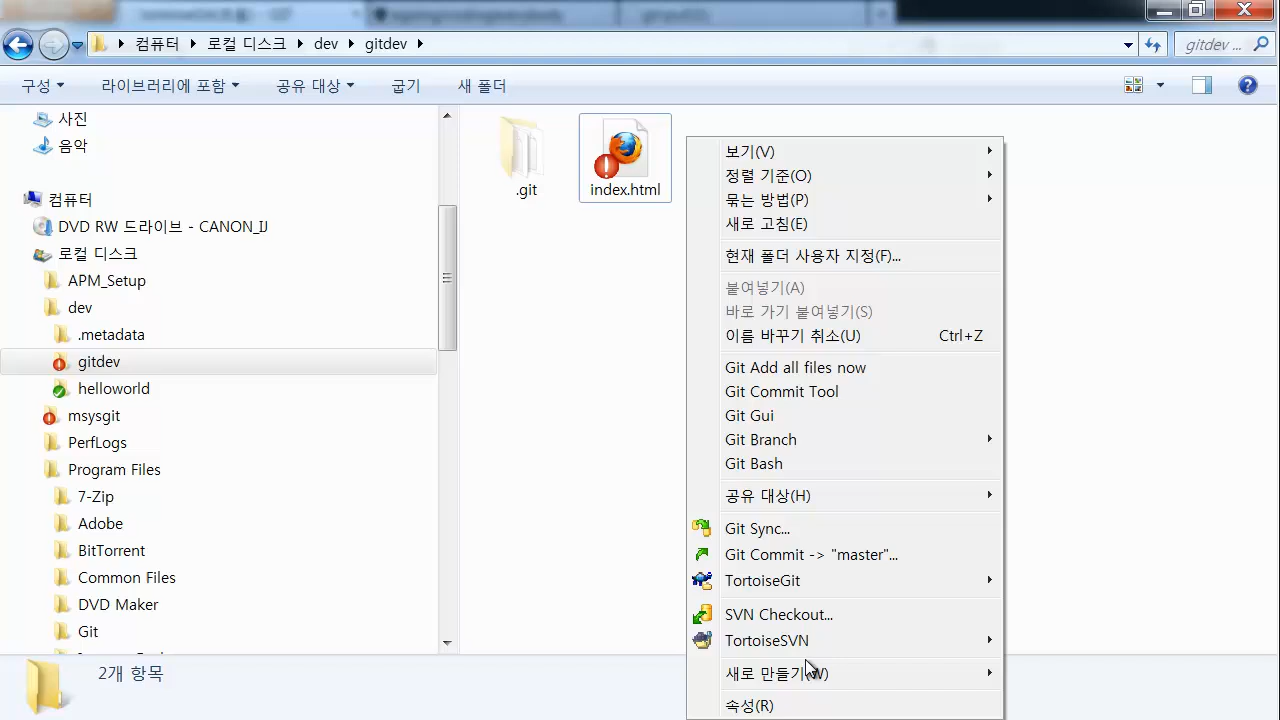 컴퓨터 로컬 디스크 dev gitdev
gitdev ...
구성 라이브러리에 포함 공유 대상 굽기 새 폴더
사진
음악
컴퓨터
DVD RW 드라이브 - CANON_IJ
로컬 디스크
APM_Setup
dev
.metadata
gitdev
helloworld
msysgit
PerfLogs
Program Files
7-Zip
Adobe
BitTorrent
Common Files
DVD Maker
Git
.git
index.html
보기(V)
정렬 기준(O)
묶는 방법(P)
새로 고침(E)
현재 폴더 사용자 지정(F)...
붙여넣기(A)
바로 가기 붙여넣기(S)
이름 바꾸기 취소(U) Ctrl+Z
Git Add all files now
Git Commit Tool
Git Gui
Git Branch
Git Bash
공유 대상(H)
Git Sync...
Git Commit -> "master"...
TortoiseGit
SVN Checkout...
TortoiseSVN
새로 만들기(W)
속성(R)
2개 항목